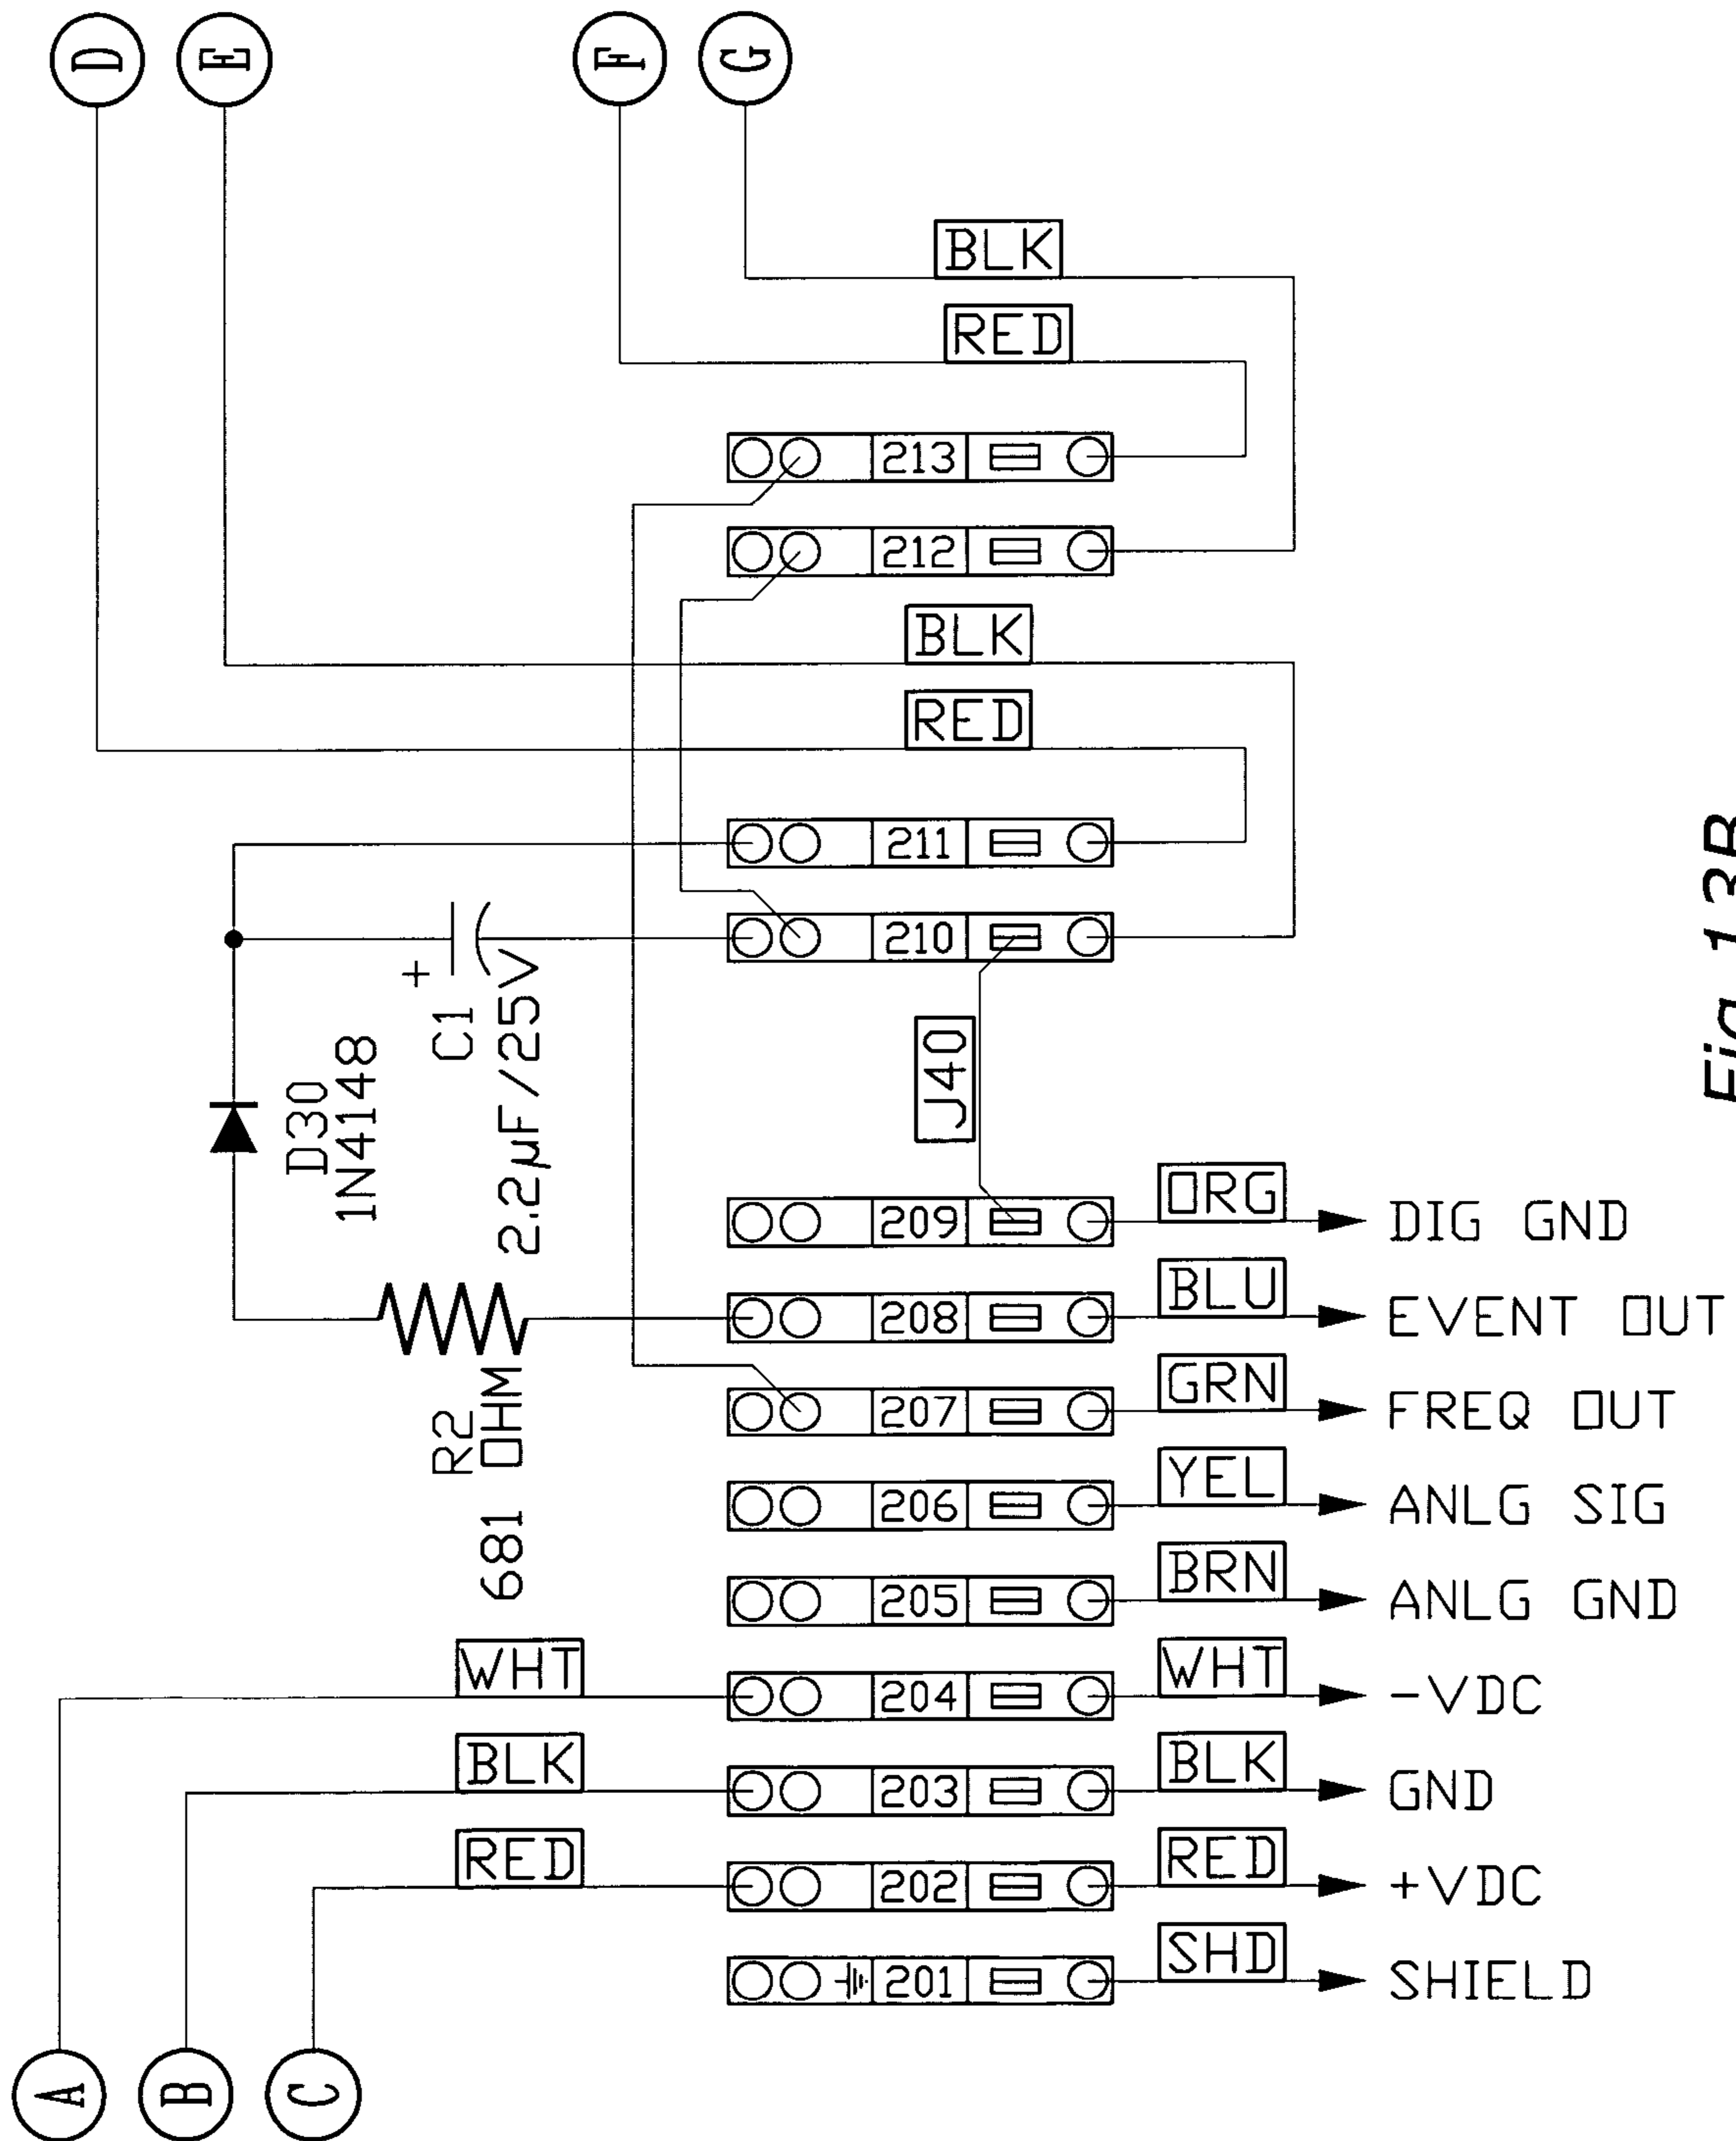 D
E
F
G
BLK
RED
213
212
BLK
RED
211
210
+
C1
2.2µF/25V
D30
1N4148
J40
209
ORG
DIG GND
208
BLU
EVENT OUT
R2
681 OHM
207
GRN
FREQ OUT
206
YEL
ANLG SIG
205
BRN
ANLG GND
WHT
204
WHT
-VDC
BLK
203
BLK
GND
RED
202
RED
+VDC
201
SHD
SHIELD
A
B
C
Fig.13B